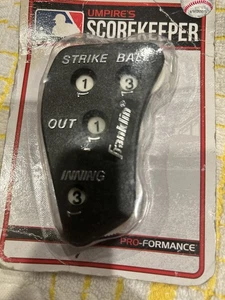 UMPIRE'S
SCOREKEEPER
STRIKE BALL
1 3
OUT 1
franklin
INNING
3
PRO-FORMANCE